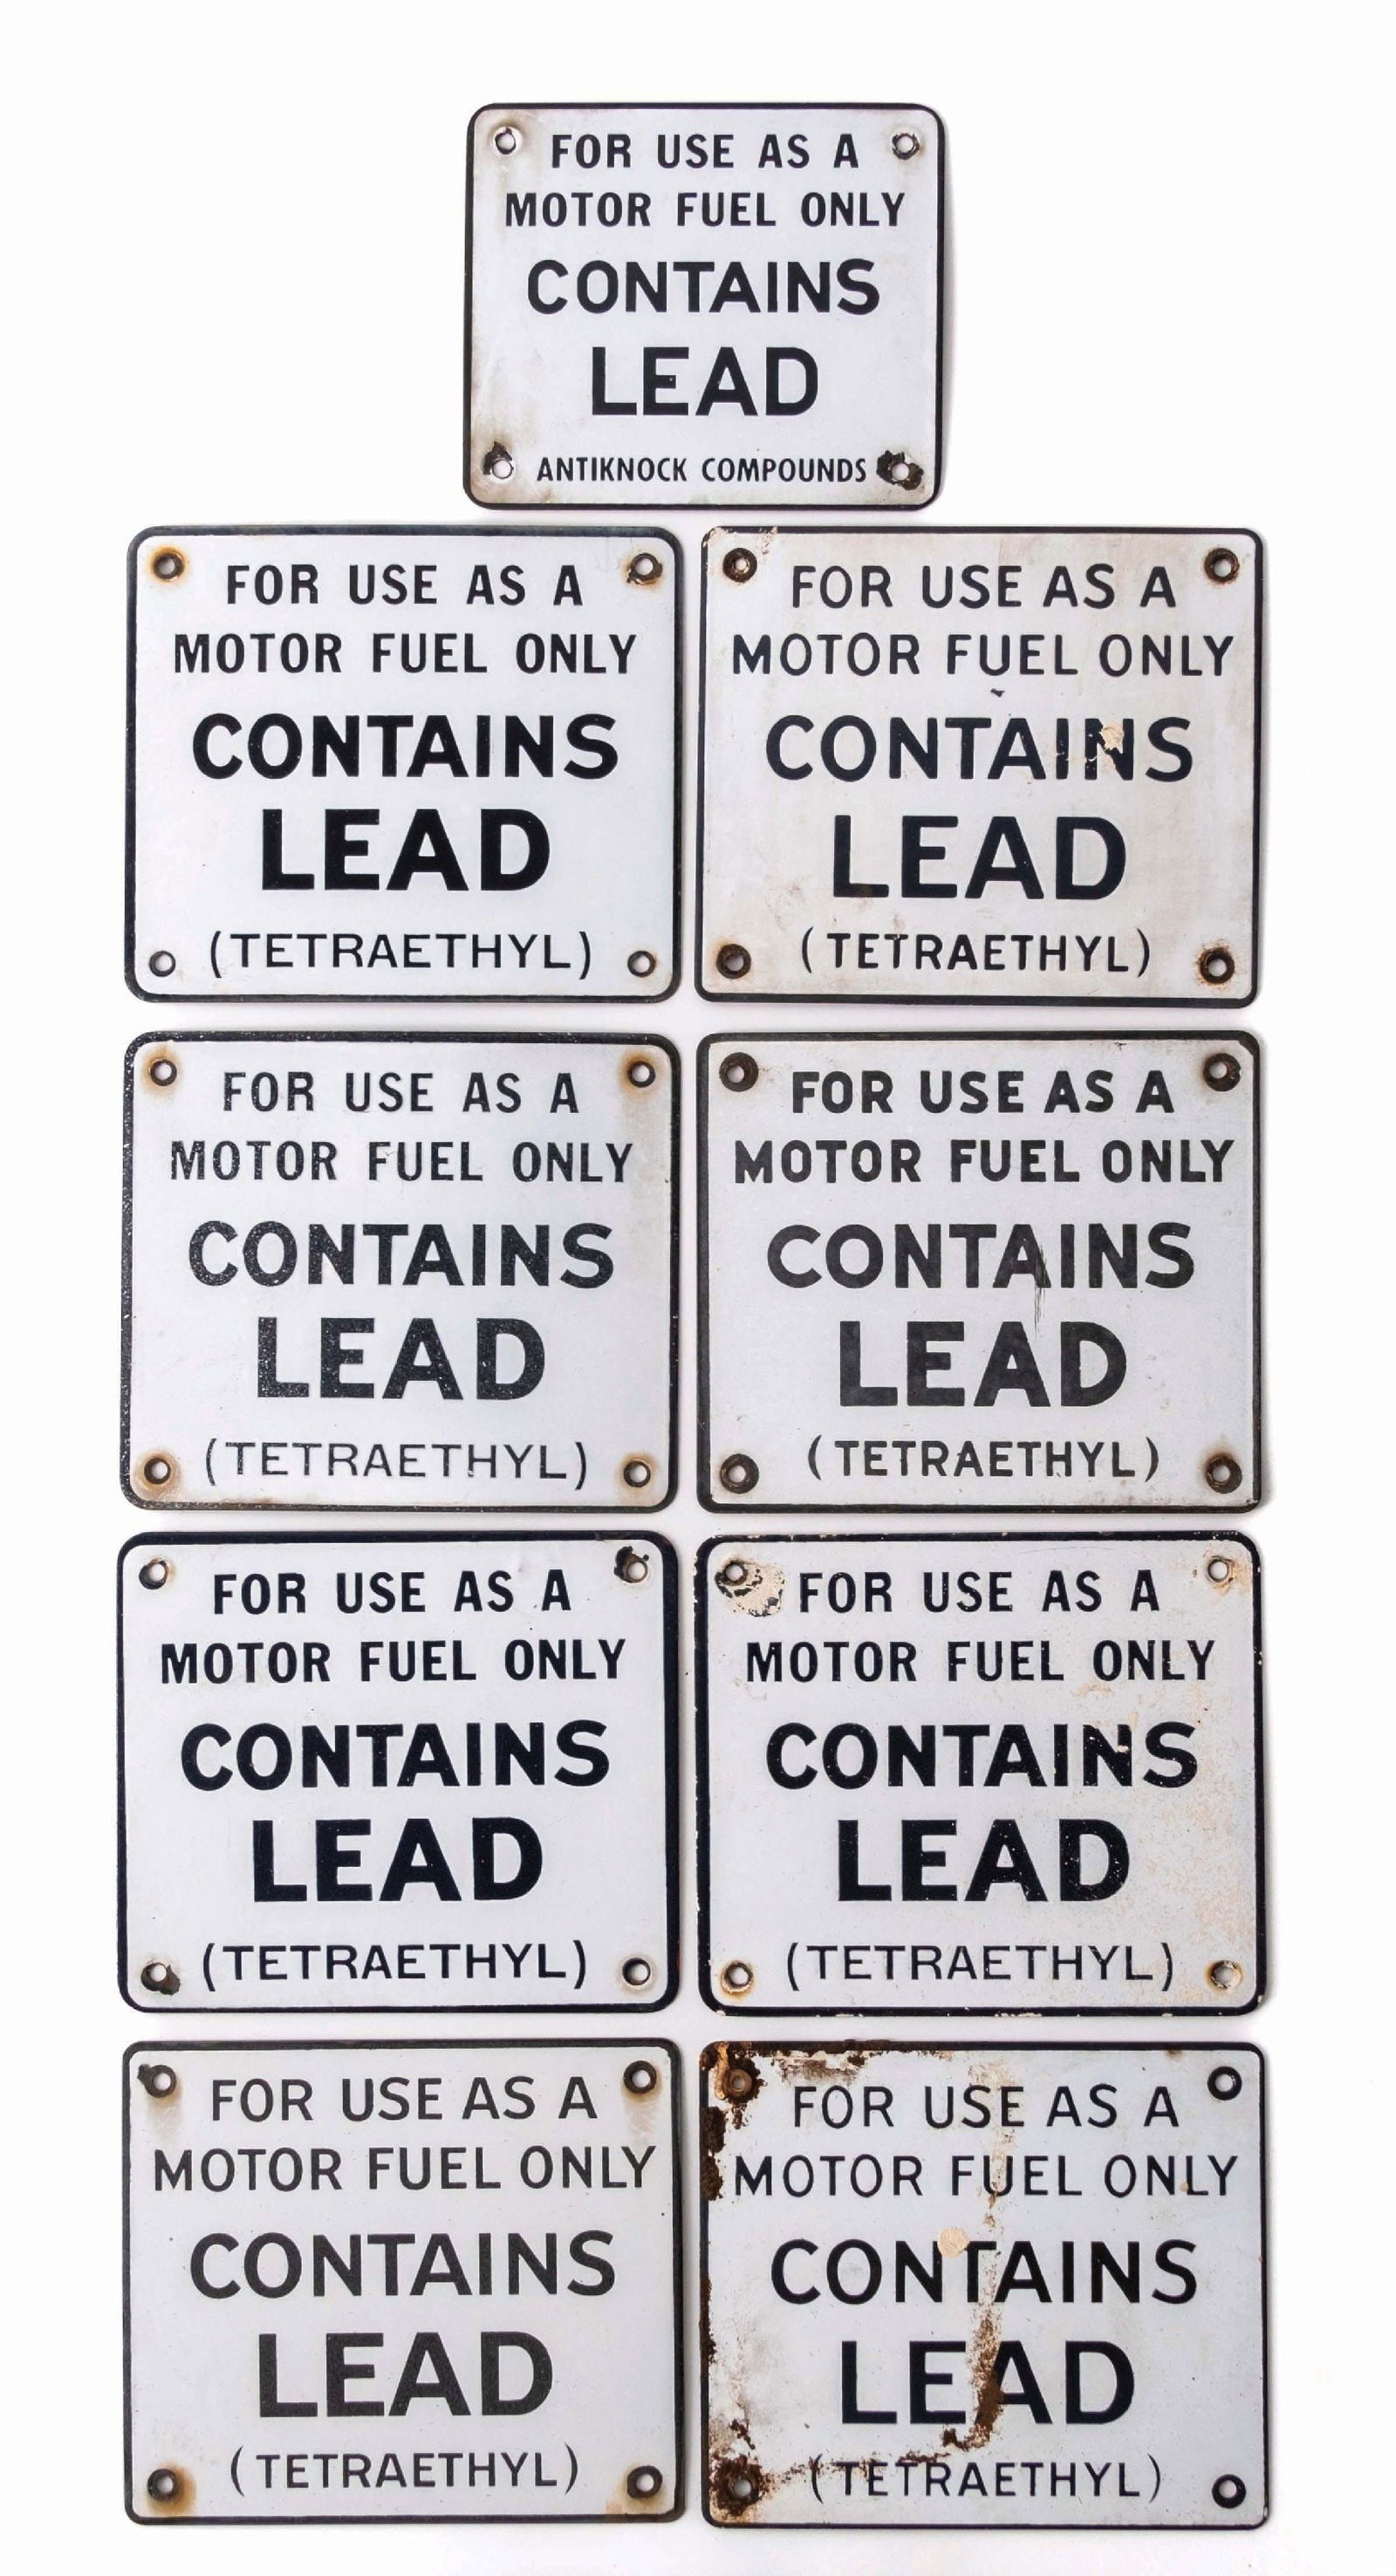 FOR USE AS A
MOTOR FUEL ONLY
CONTAINS
LEAD
ANTIKNOCK COMPOUNDS
FOR USE AS A
MOTOR FUEL ONLY
CONTAINS
LEAD
(TETRAETHYL)
FOR USE AS A
MOTOR FUEL ONLY
CONTAINS
LEAD
(TETRAETHYL)
FOR USE AS A
MOTOR FUEL ONLY
CONTAINS
LEAD
(TETRAETHYL)
FOR USE AS A
MOTOR FUEL ONLY
CONTAINS
LEAD
(TETRAETHYL)
FOR USE AS A
MOTOR FUEL ONLY
CONTAINS
LEAD
(TETRAETHYL)
FOR USE AS A
MOTOR FUEL ONLY
CONTAINS
LEAD
(TETRAETHYL)
FOR USE AS A
MOTOR FUEL ONLY
CONTAINS
LEAD
(TETRAETHYL)
FOR USE AS A
MOTOR FUEL ONLY
CONTAINS
LEAD
(TETRAETHYL)